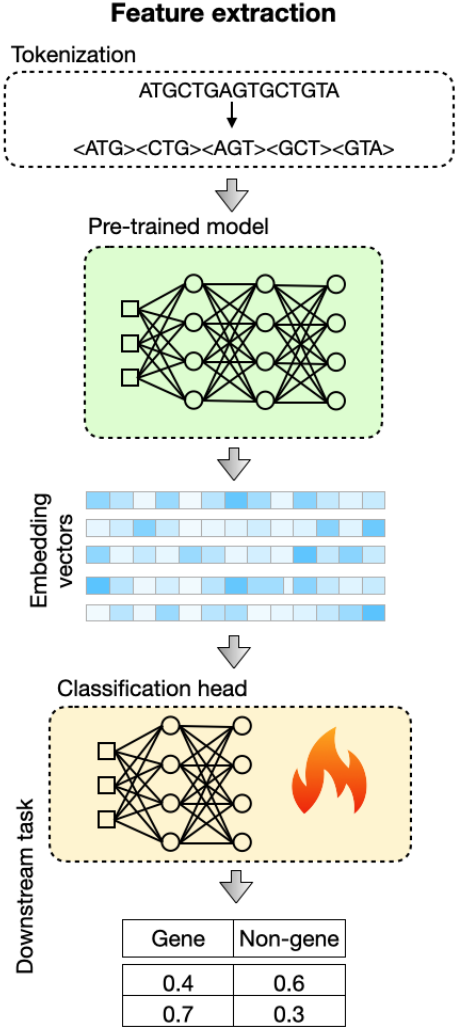 Feature extraction
Tokenization
ATGCTGAGTGCTGTA
<ATG><CTG><AGT><GCT><GTA>
Pre-trained model
Embedding
vectors
Classification head
Downstream task
Gene Non-gene
0.4 0.6
0.7 0.3